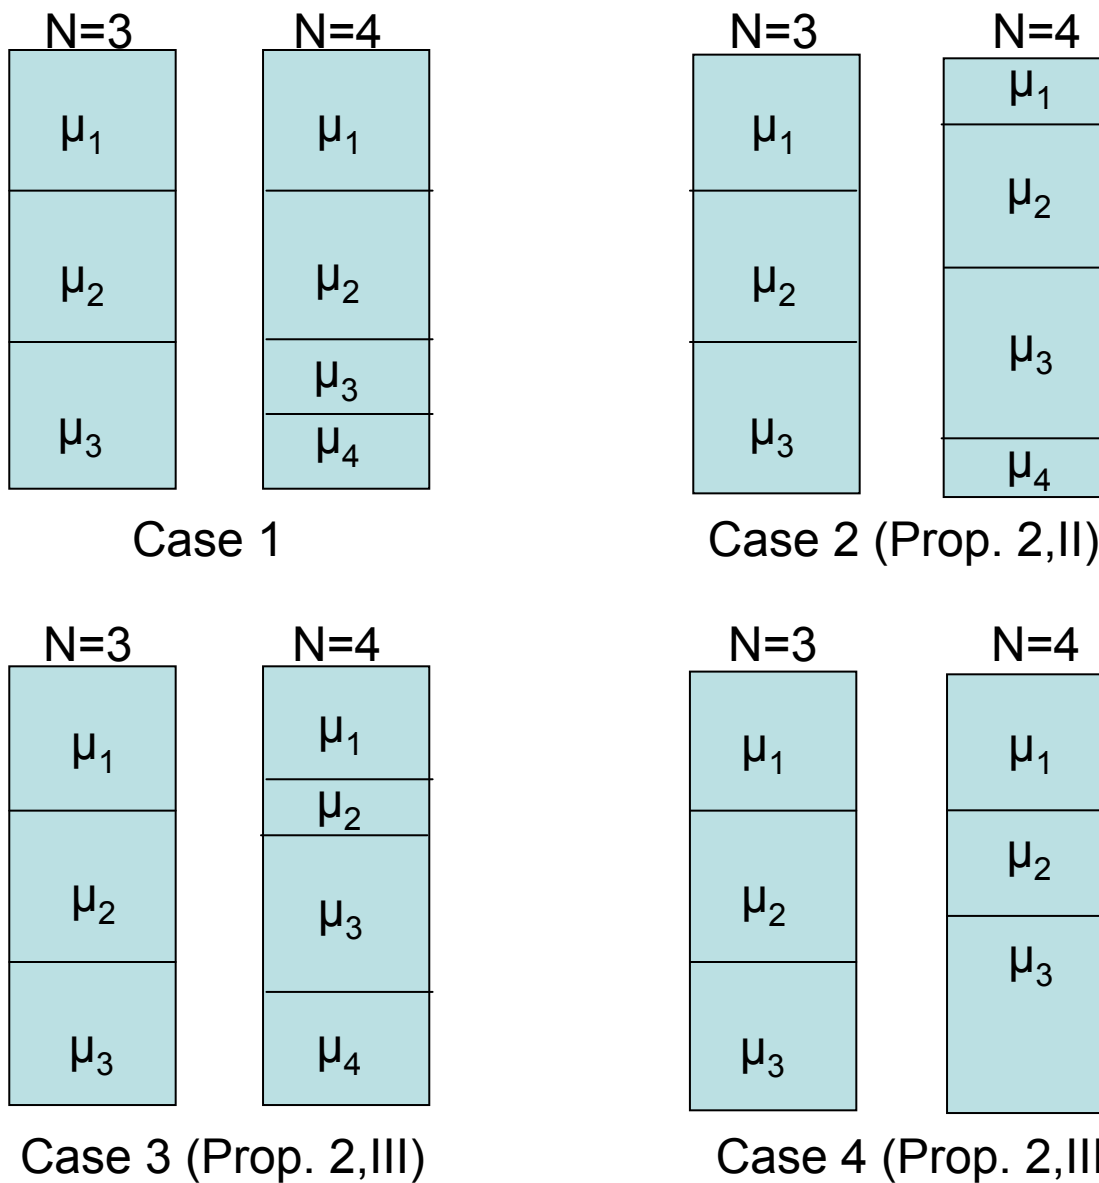 N=3 N=4
μ1 μ1
μ2 μ2
μ3 μ3
μ4
Case 1
N=3 N=4
μ1 μ1
μ2 μ2
μ3 μ3
μ4
Case 2 (Prop. 2,II)
N=3 N=4
μ1 μ1
μ2 μ2
μ3 μ3
μ4
Case 3 (Prop. 2,III)
N=3 N=4
μ1 μ1
μ2 μ2
μ3 μ3
Case 4 (Prop. 2,III